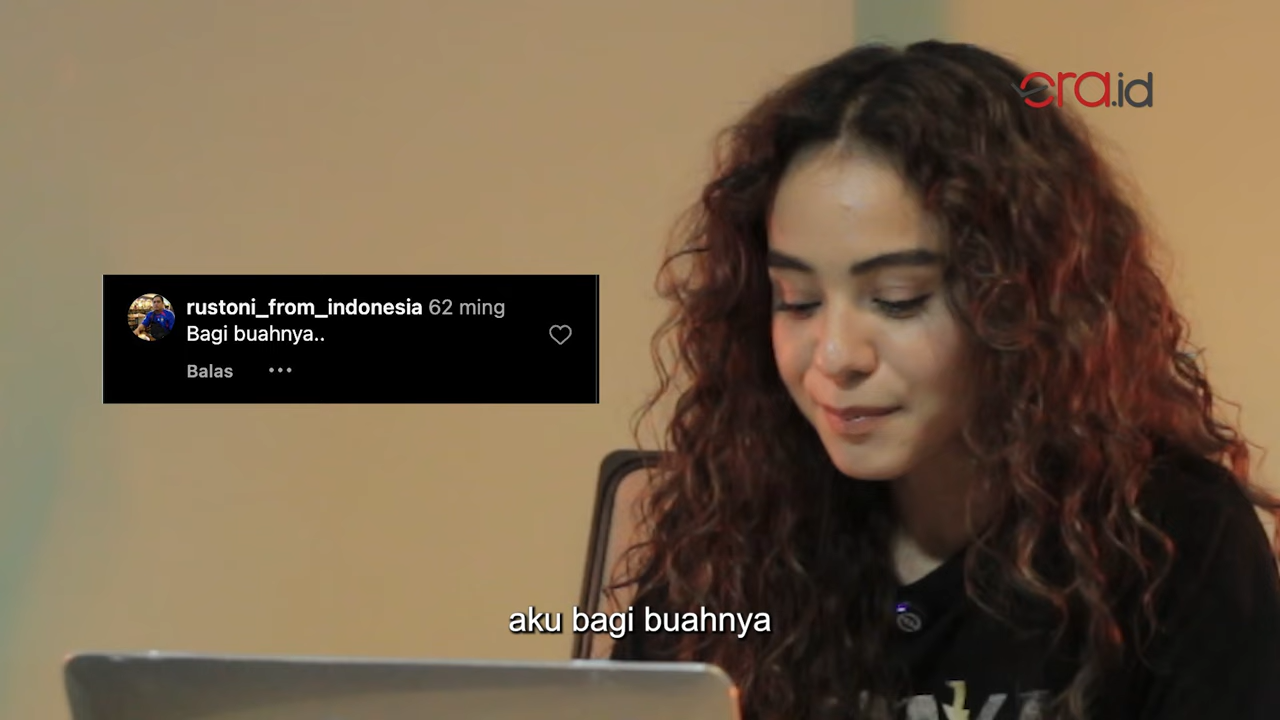 era.id
rustoni_from_indonesia 62 ming
Bagi buahnya..
Balas
aku bagi buahnya